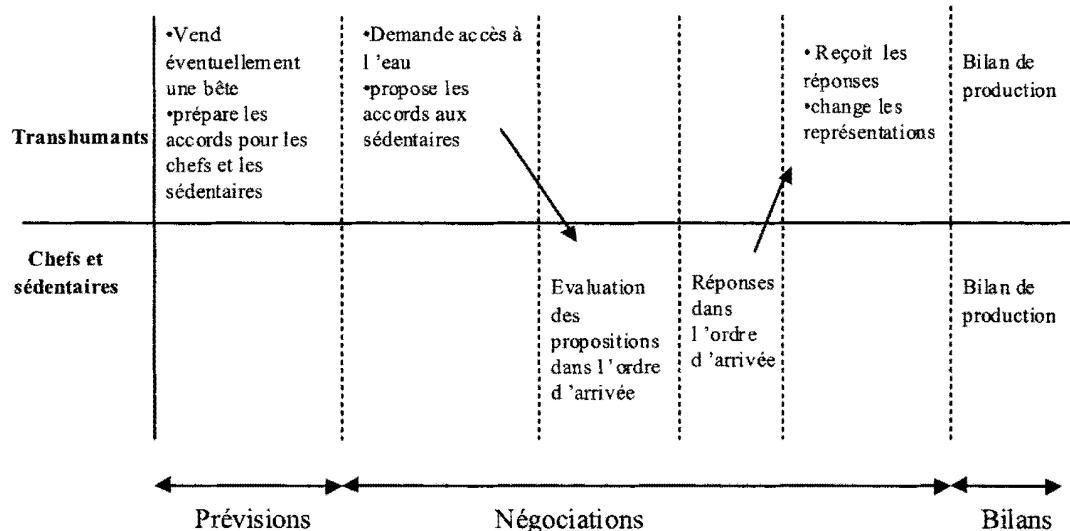 •Vend
éventuellement
une bête
•prépare les
accords pour les
chefs et les
sédentaires
•Demande accès à
l 'eau
•propose les
accords aux
sédentaires
• Reçoit les
réponses
•change les
représentations
Bilan de
production
Transhumants
Chefs et
sédentaires
Evaluation
des
propositions
dans l 'ordre
d 'arrivée
Réponses
dans
l 'ordre
d 'arrivée
Bilan de
production
Prévisions
Négociations
Bilans